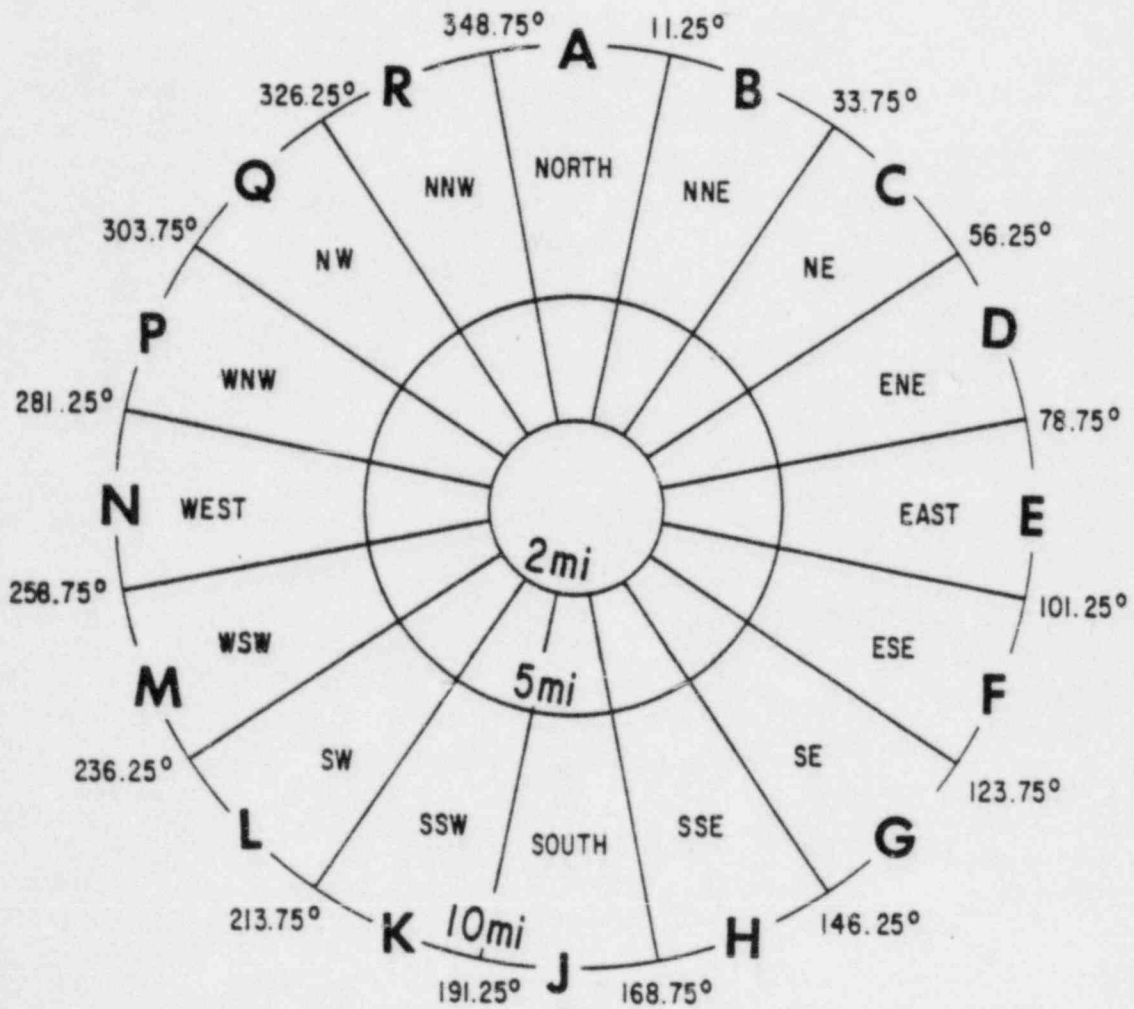 348.75° A 11.25°
326.25° R B 33.75°
NNW NORTH NNE
Q C
303.75° NW NE 56.25°
P D
WNW ENE
281.25° 78.75°
N WEST EAST E
2mi
258.75° 101.25°
WSW ESE
M 5mi F
236.25° SW SE 123.75°
L SSW SOUTH SSE G
213.75° K 10mi H 146.25°
191.25° J 168.75°